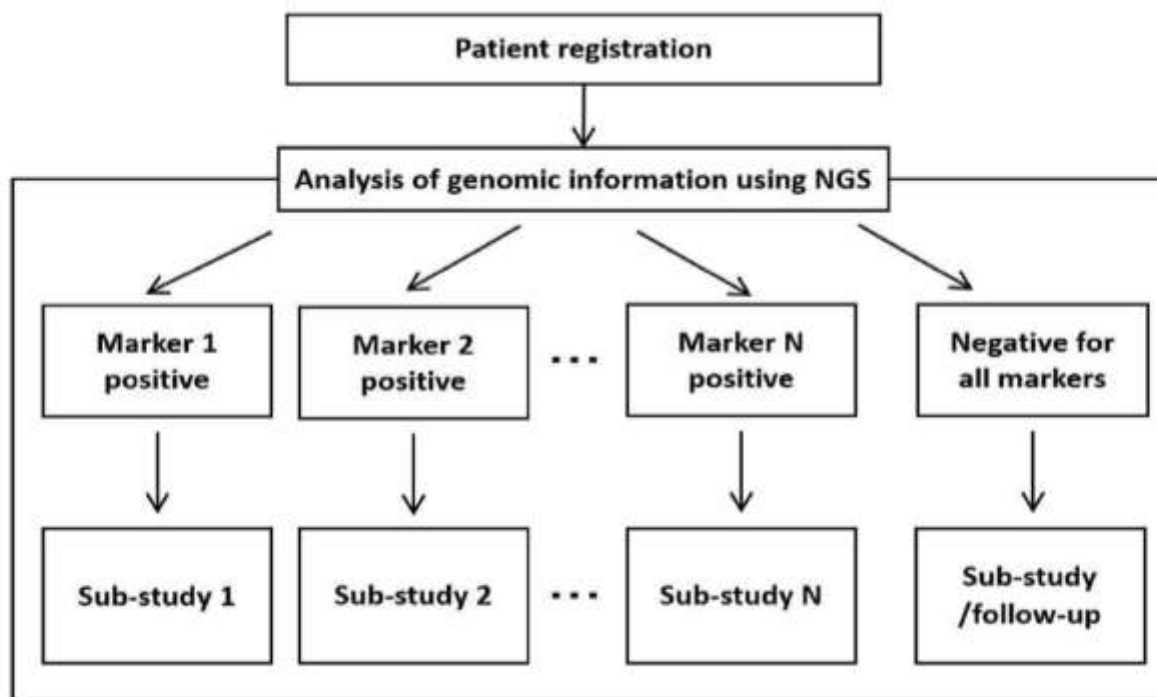 Patient registration
Analysis of genomic information using NGS
Marker 1
positive
Marker 2
positive
...
Marker N
positive
Negative for
all markers
Sub-study 1
Sub-study 2
...
Sub-study N
Sub-study
/follow-up